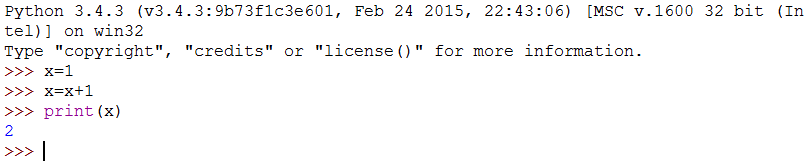 Python 3.4.3 (v3.4.3:9b73f1c3e601, Feb 24 2015, 22:43:06) [MSC v.1600 32 bit (In
tel)] on win32
Type "copyright", "credits" or "license()" for more information.
>>> x=1
>>> x=x+1
>>> print(x)
2
>>>